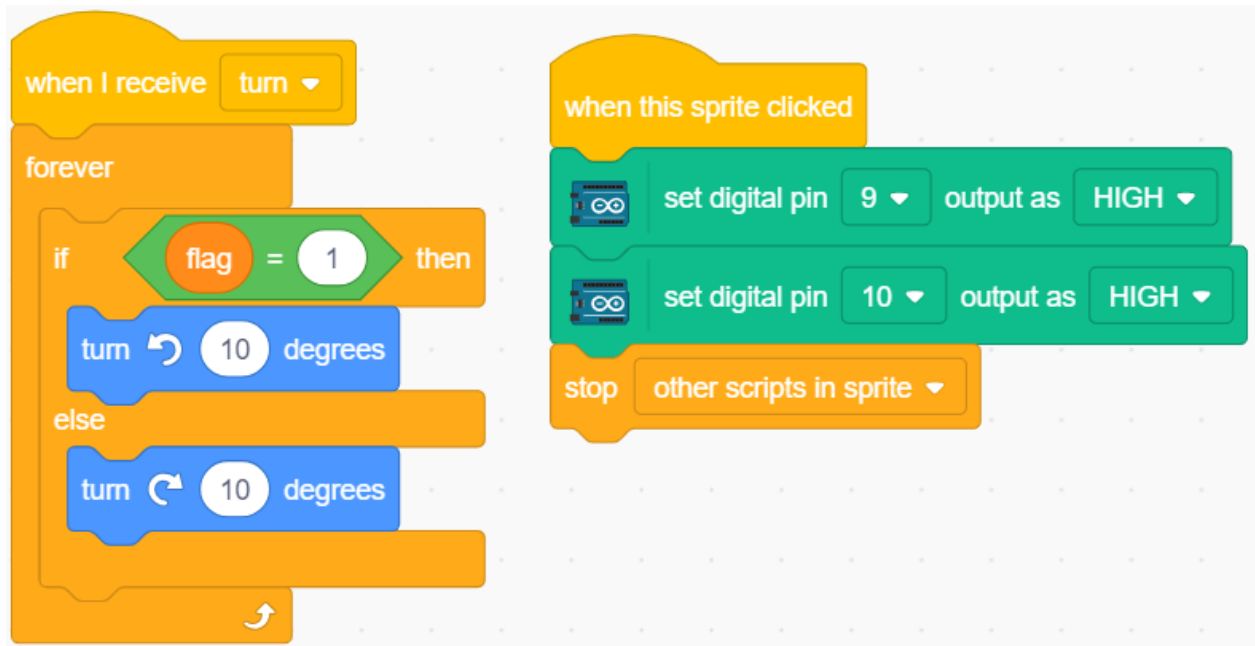 when I receive turn
forever
if flag = 1 then
turn 10 degrees
else
turn 10 degrees
when this sprite clicked
set digital pin 9 output as HIGH
set digital pin 10 output as HIGH
stop other scripts in sprite